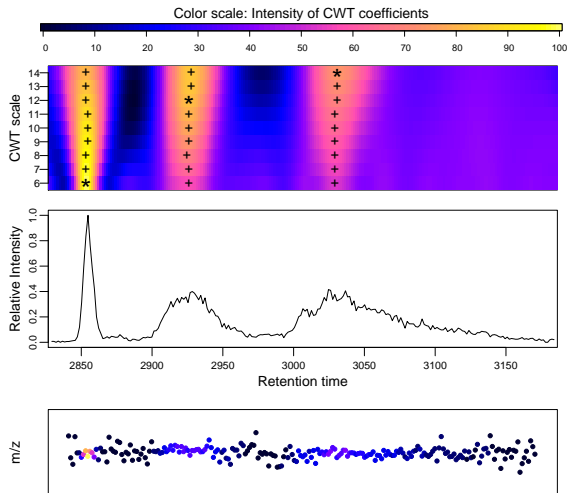 Color scale: Intensity of CWT coefficients
0 10 20 30 40 50 60 70 80 90 100
CWT scale
14
13
12
11
10
9
8
7
6
Relative Intensity
1.0
0.8
0.6
0.4
0.2
0.0
2850 2900 2950 3000 3050 3100 3150
Retention time
m/z